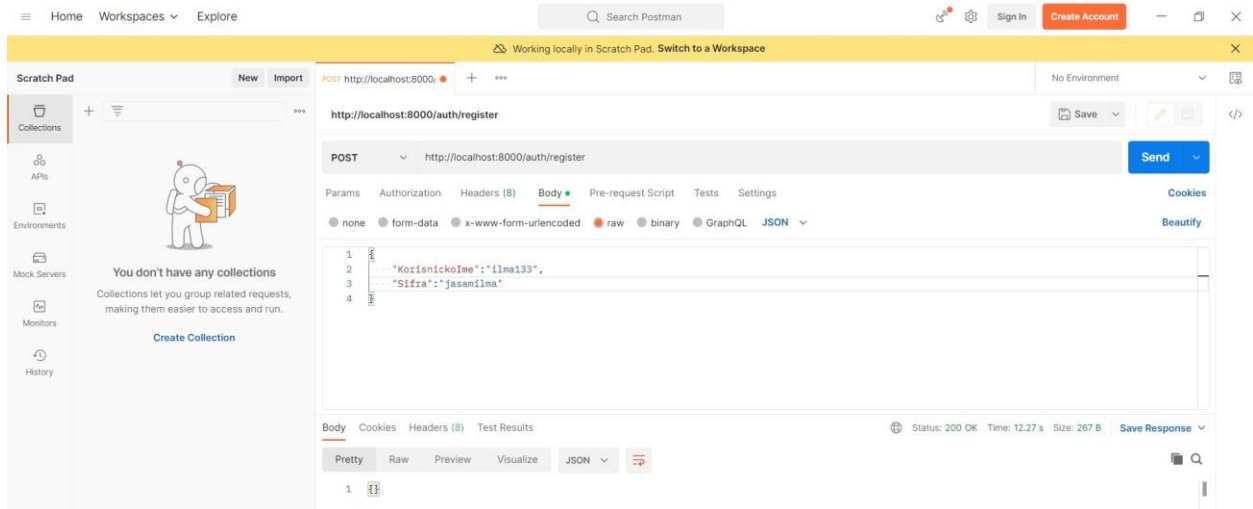 Home Workspaces Explore Search Postman Sign In Create Account
Working locally in Scratch Pad. Switch to a Workspace
Scratch Pad New Import POST http://localhost:8000/ No Environment
http://localhost:8000/auth/register Save
Collections
APIs
Environments
Mock Servers
Monitors
History
You don't have any collections
Collections let you group related requests,
making them easier to access and run.
Create Collection
POST http://localhost:8000/auth/register Send
Params Authorization Headers (8) Body Pre-request Script Tests Settings Cookies
none form-data x-www-form-urlencoded raw binary GraphQL JSON Beautify
1 {
2 "KorisnickoIme":"ilma133",
3 "Sifra":"jasamilma"
4 }
Body Cookies Headers (8) Test Results Status: 200 OK Time: 12.27 s Size: 267 B Save Response
Pretty Raw Preview Visualize JSON
1 {}